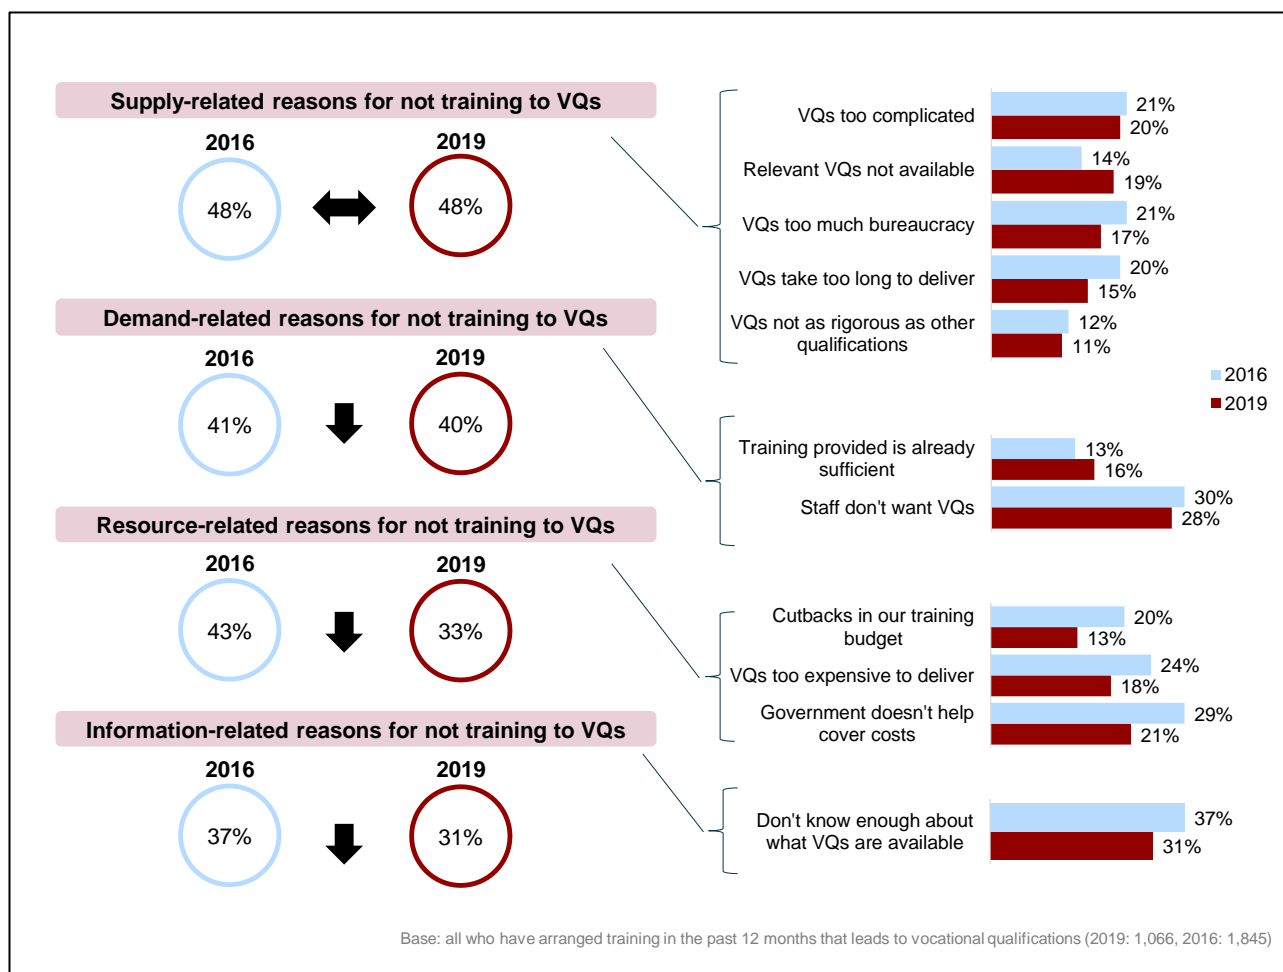 Supply-related reasons for not training to VQs
2016
2019
48%
48%
VQs too complicated
21%
20%
Relevant VQs not available
14%
19%
VQs too much bureaucracy
21%
17%
VQs take too long to deliver
20%
15%
VQs not as rigorous as other
qualifications
12%
11%
2016
2019
Demand-related reasons for not training to VQs
2016
2019
41%
40%
Training provided is already
sufficient
13%
16%
Staff don't want VQs
30%
28%
Resource-related reasons for not training to VQs
2016
2019
43%
33%
Cutbacks in our training
budget
20%
13%
VQs too expensive to deliver
24%
18%
Government doesn't help
cover costs
29%
21%
Information-related reasons for not training to VQs
2016
2019
37%
31%
Don't know enough about
what VQs are available
37%
31%
Base: all who have arranged training in the past 12 months that leads to vocational qualifications (2019: 1,066, 2016: 1,845)